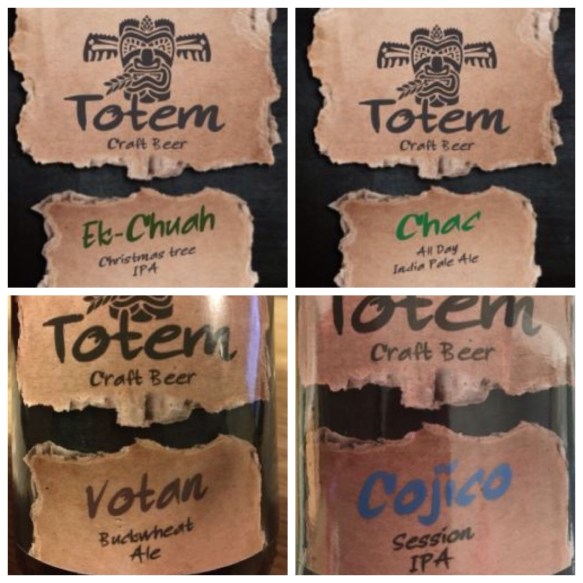 Totem
Craft Beer
Ek-Chuah
Christmas tree
IPA
Totem
Craft Beer
Chac
All Day
India Pale Ale
Totem
Craft Beer
Votan
Buckwheat
Ale
Totem
Craft Beer
Cojico
Session
IPA